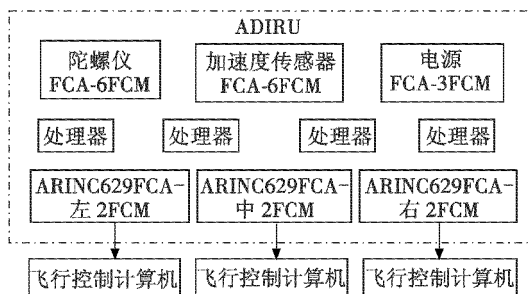 ADIRU
陀螺仪
FCA-6FCM
加速度传感器
FCA-6FCM
电源
FCA-3FCM
处理器
处理器
处理器
处理器
ARINC629FCA-
左 2FCM
ARINC629FCA-
中 2FCM
ARINC629FCA-
右 2FCM
飞行控制计算机
飞行控制计算机
飞行控制计算机